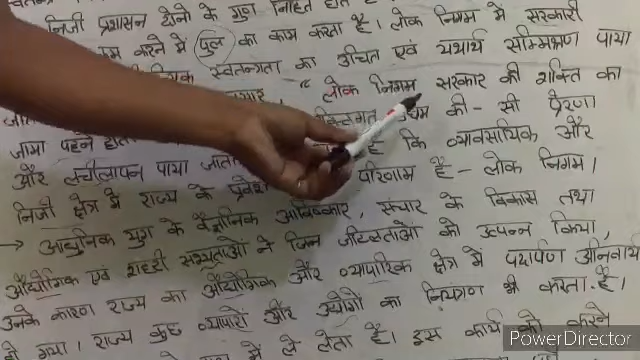 निजी प्रशासन दोनों के गुण निहित होते
करने में पुल का काम करता है। लोक निगम में सरकारी
स्वतन्त्रता का उचित एवं यथार्थ सम्मिश्रण पाया
"लोक निगम सरकार की शक्ति का
जामा पहने होता की-सी प्रेरणा
और लचीलापन पाया जाता है कि व्यावसायिक और
निजी क्षेत्र में राज्य के प्रवेश परिणाम है - लोक निगम।
→ आधुनिक युग के वैज्ञानिक आविष्कार, संचार के विकास तथा
औद्योगिक एवं शहरी सभ्यताओं ने जिन जटिलताओं को उत्पन्न किया,
उनके कारण राज्य का औद्योगिक और व्यापारिक क्षेत्र में पदार्पण अनिवार्य
हो गया। राज्य कुछ व्यापारों और उद्योगों का नियंत्रण भी करता है।
में ले लेता है। इस कार्य को करने
PowerDirector